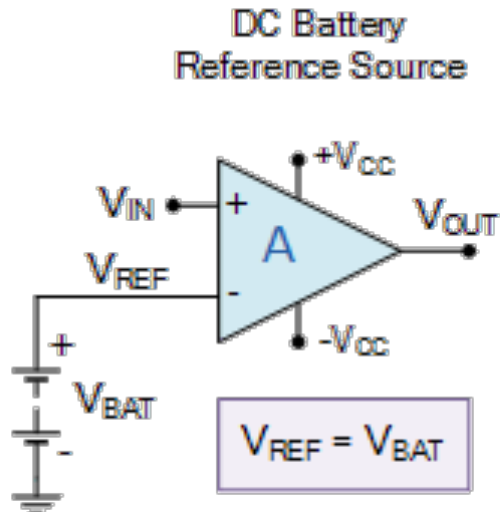 DC Battery
Reference Source
+VCC
VIN
+
VOUT
A
VREF
-
+
-VCC
VBAT
-
VREF = VBAT